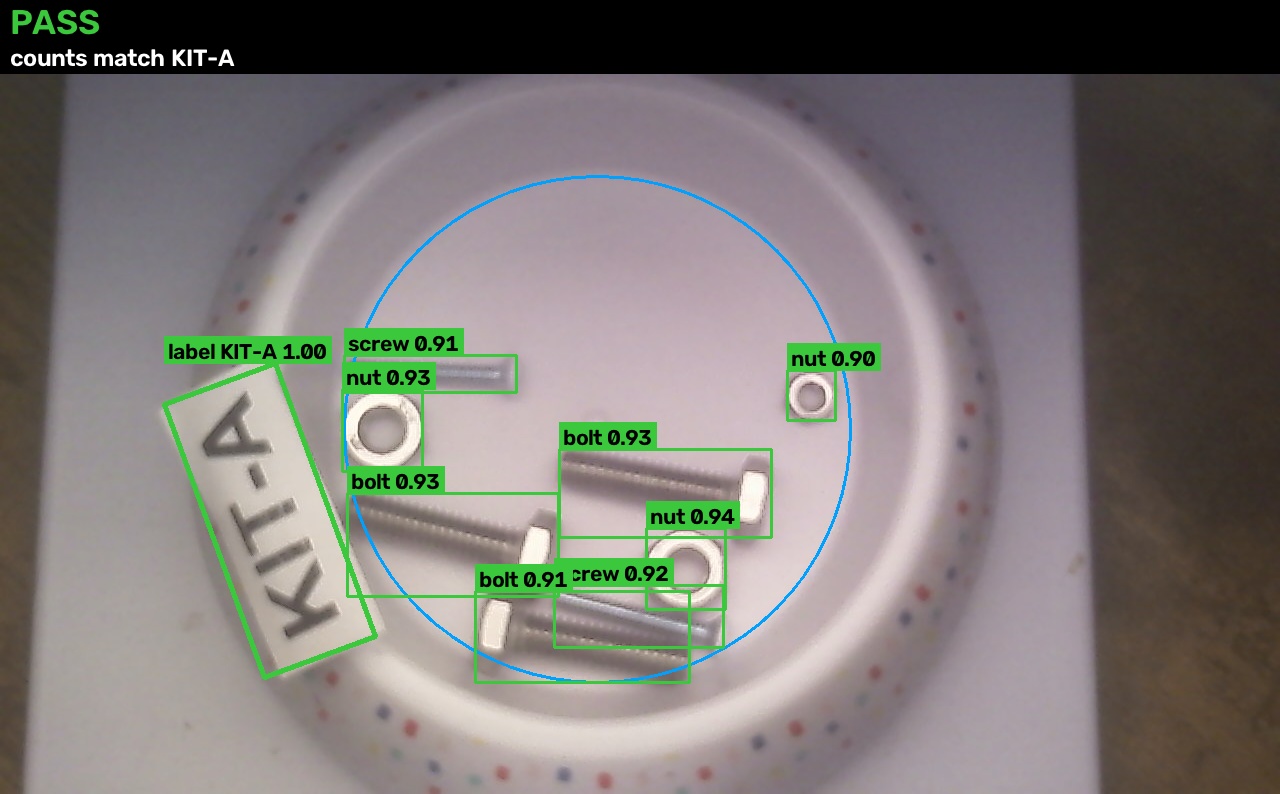 PASS
counts match KIT-A
label KIT-A 1.00
screw 0.91
nut 0.93
nut 0.90
bolt 0.93
bolt 0.93
nut 0.94
bolt 0.91
crew 0.92
KIT-A